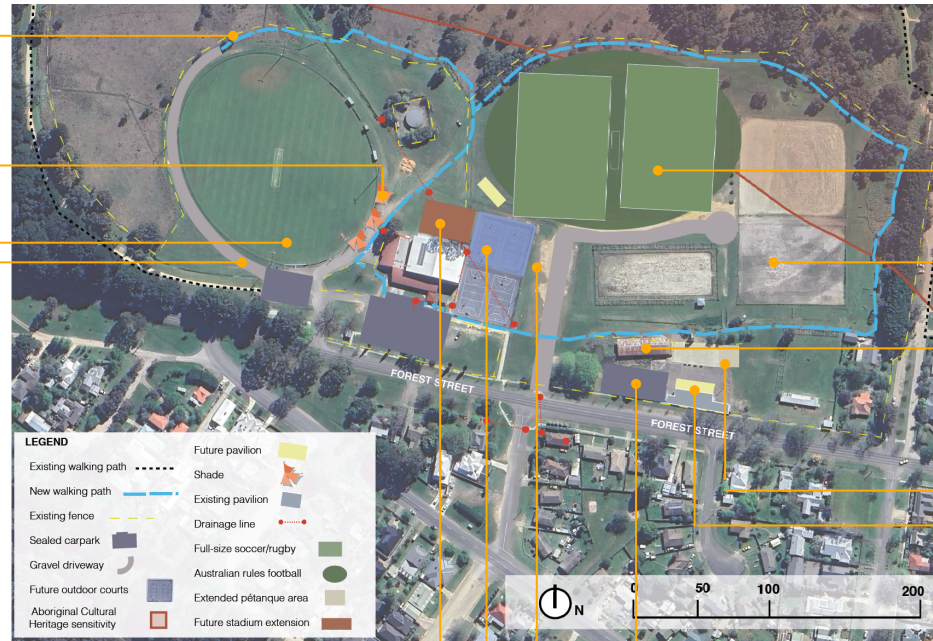 FOREST STREET
FOREST STREET
LEGEND
Existing walking path
New walking path
Existing fence
Sealed carpark
Gravel driveway
Future outdoor courts
Aboriginal Cultural
Heritage sensitivity
Future pavilion
Shade
Existing pavilion
Drainage line
Full-size soccer/rugby
Australian rules football
Extended pétanque area
Future stadium extension
N
0 50 100 200